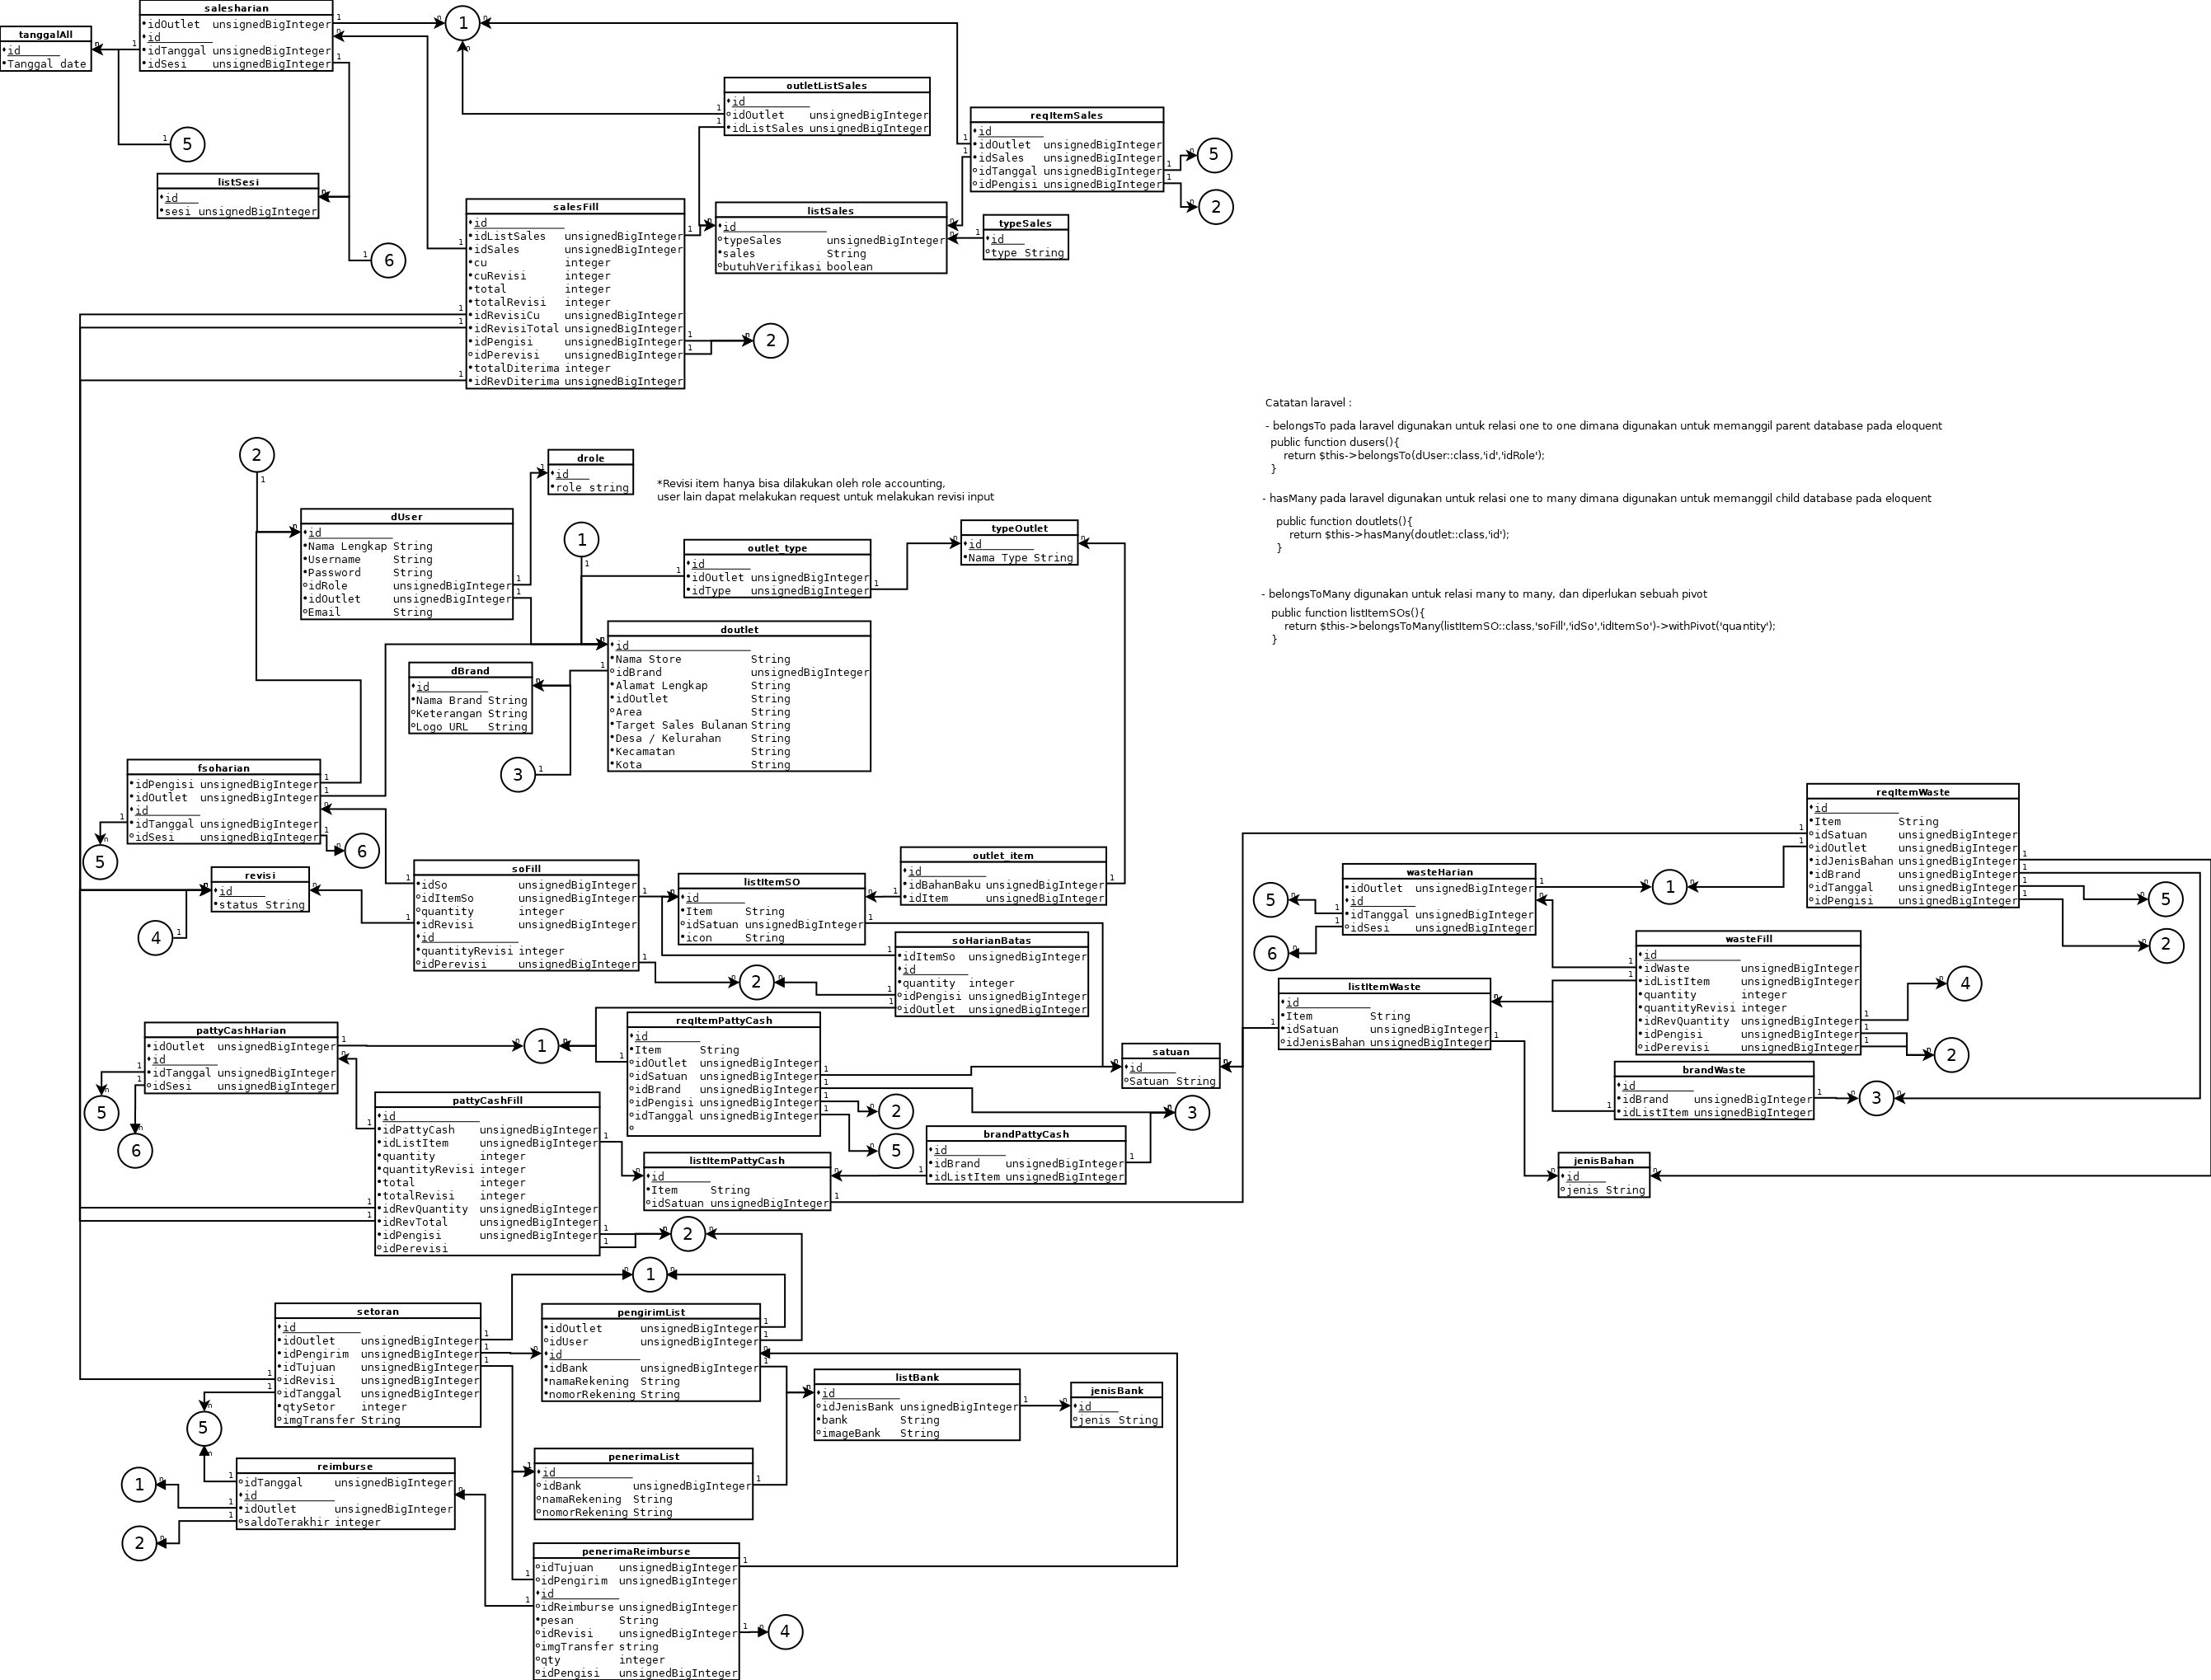 salesharian
idOutlet unsignedBigInteger
id
idTanggal unsignedBigInteger
idSesi unsignedBigInteger
tanggalAll
id
Tanggal date
1
5
listSesi
id
sesi unsignedBigInteger
6
outletListSales
id
idOutlet unsignedBigInteger
idListSales unsignedBigInteger
reqItemSales
id
idOutlet unsignedBigInteger
idSales unsignedBigInteger
idTanggal unsignedBigInteger
idPengisi unsignedBigInteger
5
2
salesFill
id
idListSales unsignedBigInteger
idSales unsignedBigInteger
cu integer
cuRevisi integer
total integer
totalRevisi integer
idRevisiCu unsignedBigInteger
idRevisiTotal unsignedBigInteger
idPengisi unsignedBigInteger
idPerevisi unsignedBigInteger
totalDiterima integer
idRevDiterima unsignedBigInteger
listSales
id
typeSales unsignedBigInteger
sales String
butuhVerifikasi boolean
typeSales
id
type String
2
Catatan laravel :
- belongsTo pada laravel digunakan untuk relasi one to one dimana digunakan untuk memanggil parent database pada eloquent
public function dusers(){
return $this->belongsTo(dUser::class,'id','idRole');
}
- hasMany pada laravel digunakan untuk relasi one to many dimana digunakan untuk memanggil child database pada eloquent
public function doutlets(){
return $this->hasMany(doutlet::class,'id');
}
- belongsToMany digunakan untuk relasi many to many, dan diperlukan sebuah pivot
public function listItemSOs(){
return $this->belongsToMany(listItemSO::class,'soFill','idSo','idItemSo')->withPivot('quantity');
}
2
drole
id
role string
*Revisi item hanya bisa dilakukan oleh role accounting,
user lain dapat melakukan request untuk melakukan revisi input
dUser
id
Nama Lengkap String
Username String
Password String
idRole unsignedBigInteger
idOutlet unsignedBigInteger
Email String
1
outlet_type
id
idOutlet unsignedBigInteger
idType unsignedBigInteger
typeOutlet
id
Nama Type String
doutlet
id
Nama Store String
idBrand unsignedBigInteger
Alamat Lengkap String
idOutlet String
Area String
Target Sales Bulanan String
Desa / Kelurahan String
Kecamatan String
Kota String
dBrand
id
Nama Brand String
Keterangan String
Logo URL String
3
fsoharian
idPengisi unsignedBigInteger
idOutlet unsignedBigInteger
id
idTanggal unsignedBigInteger
idSesi unsignedBigInteger
5
6
revisi
id
status String
4
soFill
idSo unsignedBigInteger
idItemSo unsignedBigInteger
quantity integer
idRevisi unsignedBigInteger
id
quantityRevisi integer
idPerevisi unsignedBigInteger
listItemSO
id
Item String
idSatuan unsignedBigInteger
icon String
outlet_item
id
idBahanBaku unsignedBigInteger
idItem unsignedBigInteger
soHarianBatas
idItemSo unsignedBigInteger
id
quantity integer
idPengisi unsignedBigInteger
idOutlet unsignedBigInteger
2
reqItemWaste
id
Item String
idSatuan unsignedBigInteger
idOutlet unsignedBigInteger
idJenisBahan unsignedBigInteger
idBrand unsignedBigInteger
idTanggal unsignedBigInteger
idPengisi unsignedBigInteger
5
2
wasteHarian
idOutlet unsignedBigInteger
id
idTanggal unsignedBigInteger
idSesi unsignedBigInteger
1
5
6
wasteFill
id
idWaste unsignedBigInteger
idListItem unsignedBigInteger
quantity integer
quantityRevisi integer
idRevQuantity unsignedBigInteger
idPengisi unsignedBigInteger
idPerevisi unsignedBigInteger
4
2
listItemWaste
id
Item String
idSatuan unsignedBigInteger
idJenisBahan unsignedBigInteger
brandWaste
id
idBrand unsignedBigInteger
idListItem unsignedBigInteger
3
jenisBahan
id
jenis String
satuan
id
Satuan String
pattyCashHarian
idOutlet unsignedBigInteger
id
idTanggal unsignedBigInteger
idSesi unsignedBigInteger
5
6
1
reqItemPattyCash
id
Item String
idOutlet unsignedBigInteger
idSatuan unsignedBigInteger
idBrand unsignedBigInteger
idPengisi unsignedBigInteger
idTanggal unsignedBigInteger
2
5
3
brandPattyCash
id
idBrand unsignedBigInteger
idListItem unsignedBigInteger
pattyCashFill
id
idPattyCash unsignedBigInteger
idListItem unsignedBigInteger
quantity integer
quantityRevisi integer
total integer
totalRevisi integer
idRevQuantity unsignedBigInteger
idRevTotal unsignedBigInteger
idPengisi unsignedBigInteger
idPerevisi
listItemPattyCash
id
Item String
idSatuan unsignedBigInteger
2
1
setoran
id
idOutlet unsignedBigInteger
idPengirim unsignedBigInteger
idTujuan unsignedBigInteger
idRevisi unsignedBigInteger
idTanggal unsignedBigInteger
qtySetor integer
imgTransfer String
pengirimList
idOutlet unsignedBigInteger
idUser unsignedBigInteger
id
idBank unsignedBigInteger
namaRekening String
nomorRekening String
listBank
id
idJenisBank unsignedBigInteger
bank String
imageBank String
jenisBank
id
jenis String
5
reimburse
idTanggal unsignedBigInteger
id
idOutlet unsignedBigInteger
saldoTerakhir integer
1
2
penerimaList
id
idBank unsignedBigInteger
namaRekening String
nomorRekening String
penerimaReimburse
idTujuan unsignedBigInteger
idPengirim unsignedBigInteger
id
idReimburse unsignedBigInteger
pesan String
idRevisi unsignedBigInteger
imgTransfer string
qty integer
idPengisi unsignedBigInteger
4